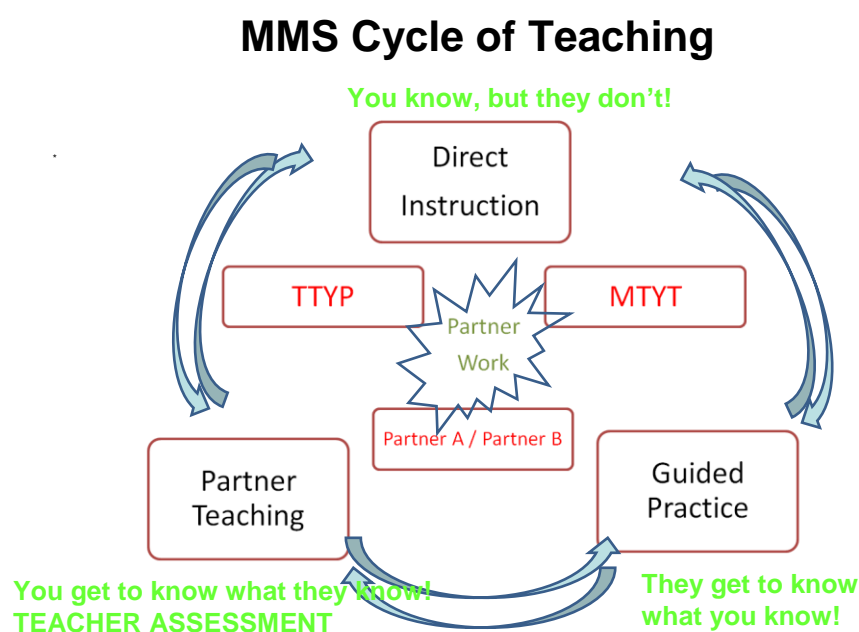 MMS Cycle of Teaching
You know, but they don't!
*
Direct
Instruction
TTYP
MTYT
Partner
Work
Partner A / Partner B
Partner
Teaching
Guided
Practice
You get to know what they know!
TEACHER ASSESSMENT
They get to know
what you know!